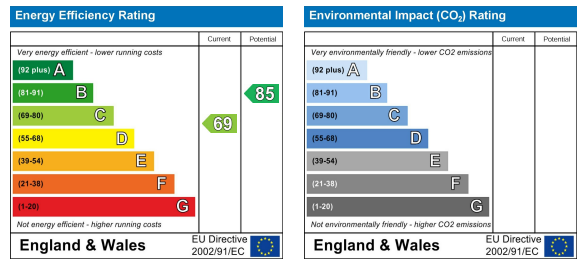 Energy Efficiency Rating
Current Potential
Very energy efficient - lower running costs
(92 plus) A
(81-91) B
85
(69-80) C
69
(55-68) D
(39-54) E
(21-38) F
(1-20) G
Not energy efficient - higher running costs
England & Wales
EU Directive
2002/91/EC
Environmental Impact (CO2) Rating
Current Potential
Very environmentally friendly - lower CO2 emissions
(92 plus) A
(81-91) B
(69-80) C
(55-68) D
(39-54) E
(21-38) F
(1-20) G
Not environmentally friendly - higher CO2 emissions
England & Wales
EU Directive
2002/91/EC